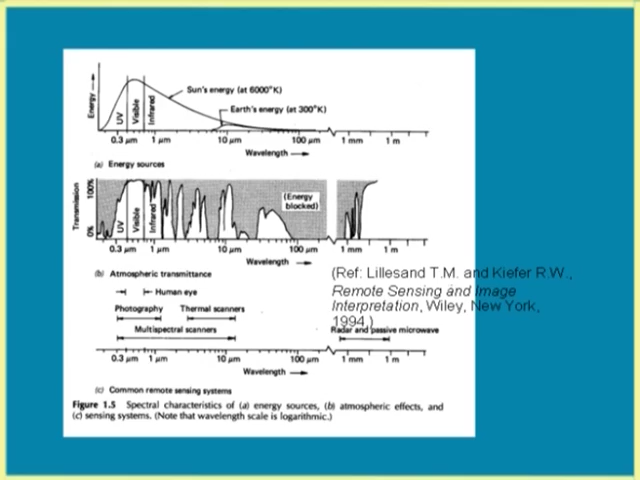 Energy
Sun's energy (at 6000°K)
Earth's energy (at 300°K)
UV
Visible
Infrared
0.3 μm 1 μm 10 μm 100 μm 1 mm 1 m
Wavelength
(a) Energy sources
Transmission
100%
0%
UV
Visible
Infrared
(Energy
blocked)
0.3 μm 1 μm 10 μm 100 μm 1 mm 1 m
Wavelength
(b) Atmospheric transmittance
(Ref: Lillesand T.M. and Kiefer R.W.,
Remote Sensing and Image
Interpretation, Wiley, New York,
1994.)
Human eye
Photography Thermal scanners
Multispectral scanners
Radar and passive microwave
0.3 μm 1 μm 10 μm 100 μm 1 mm 1 m
Wavelength
(c) Common remote sensing systems
Figure 1.5 Spectral characteristics of (a) energy sources, (b) atmospheric effects, and
(c) sensing systems. (Note that wavelength scale is logarithmic.)